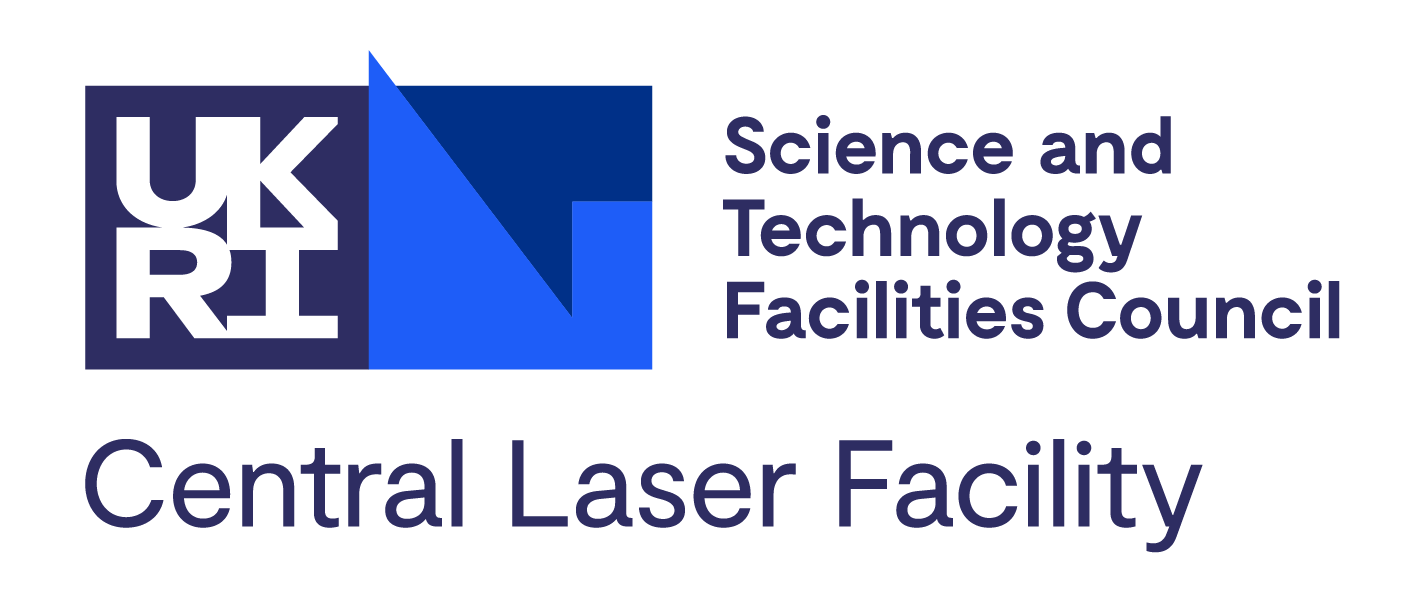 UK
RI
Science and
Technology
Facilities Council
Central Laser Facility